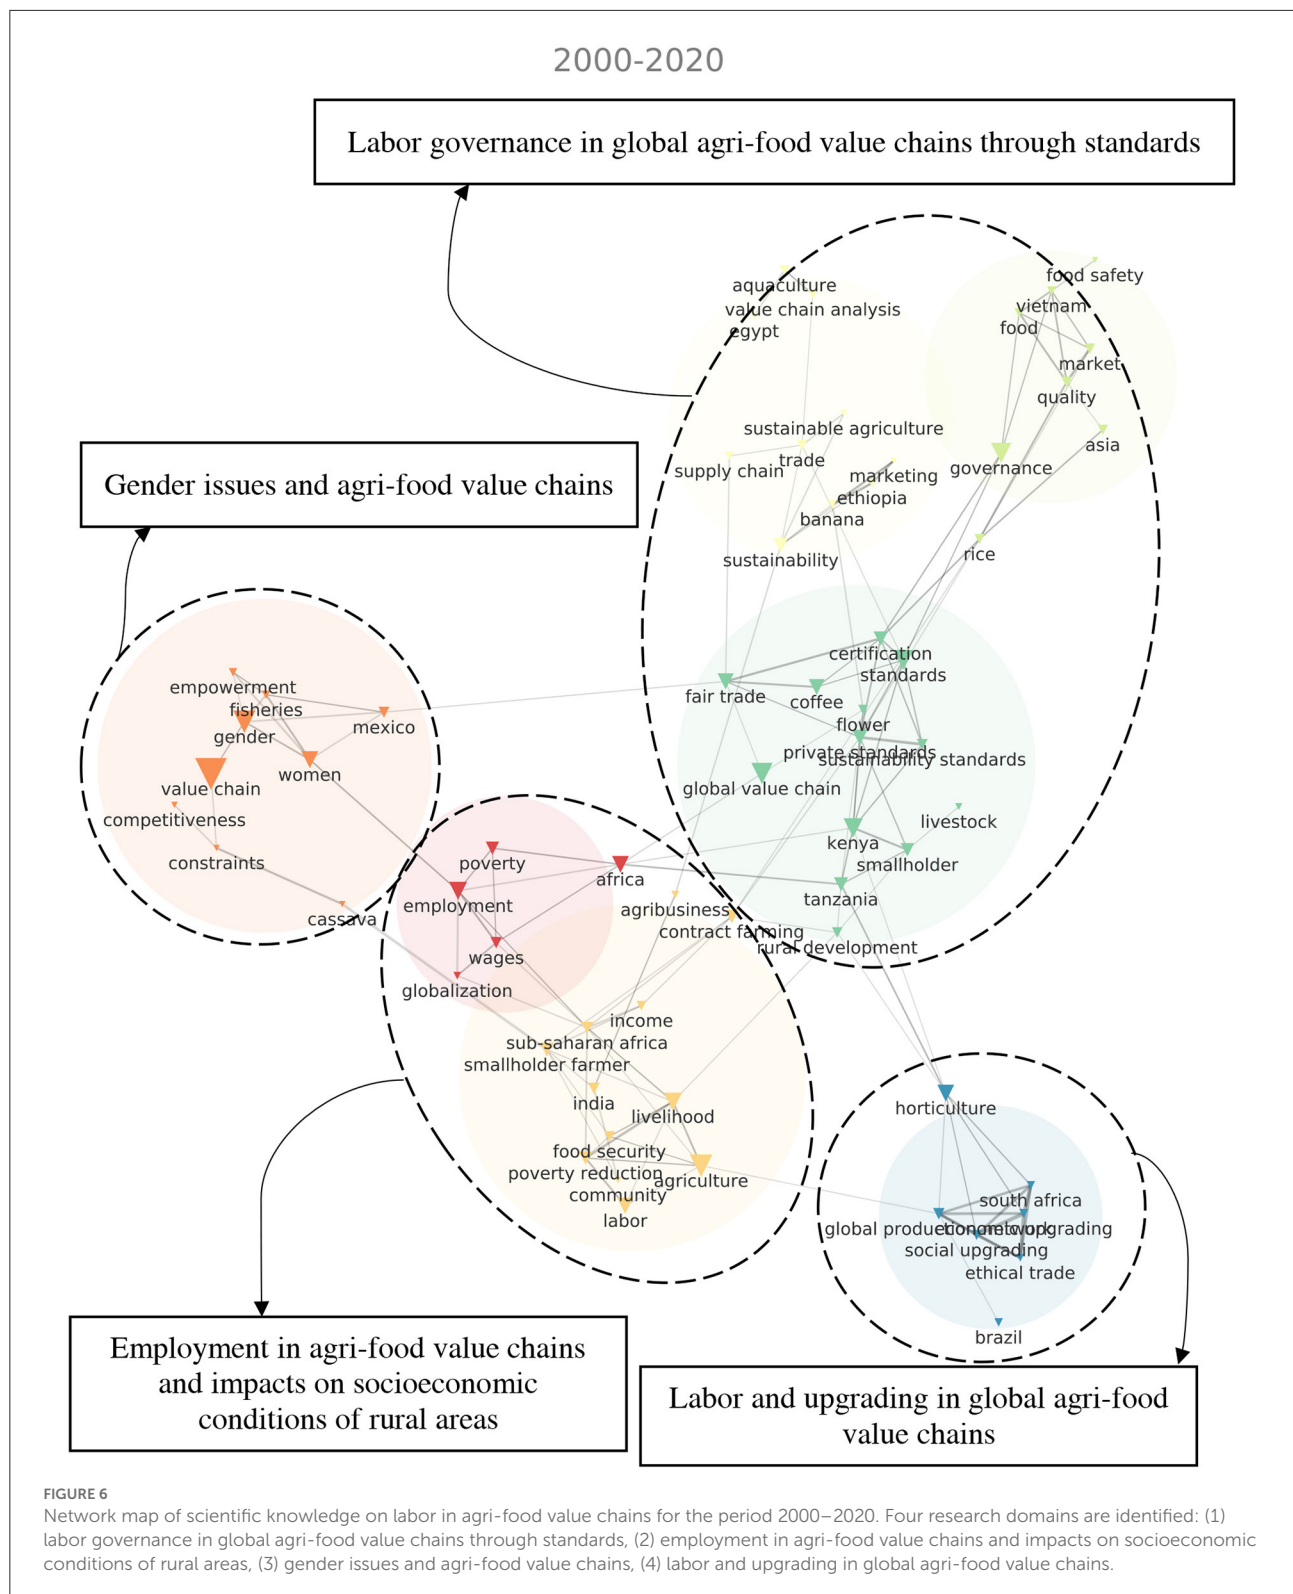 2000-2020
Labor governance in global agri-food value chains through standards
food safety
aquaculture
vietnam
value chain analysis
food
egypt
market
quality
sustainable agriculture
asia
trade
governance
supply chain
marketing
ethiopia
banana
rice
sustainability
Gender issues and agri-food value chains
certification
standards
fair trade
coffee
flower
private standards
sustainability standards
global value chain
livestock
kenya
smallholder
tanzania
rural development
empowerment
fisheries
mexico
gender
women
value chain
competitiveness
constraints
cassava
poverty
africa
employment
agribusiness
contract farming
wages
globalization
income
sub-saharan africa
smallholder farmer
india
livelihood
food security
poverty reduction
agriculture
community
labor
horticulture
south africa
global production network
economic upgrading
social upgrading
ethical trade
brazil
Employment in agri-food value chains
and impacts on socioeconomic
conditions of rural areas
Labor and upgrading in global agri-food
value chains
FIGURE 6
Network map of scientific knowledge on labor in agri-food value chains for the period 2000–2020. Four research domains are identified: (1)
labor governance in global agri-food value chains through standards, (2) employment in agri-food value chains and impacts on socioeconomic
conditions of rural areas, (3) gender issues and agri-food value chains, (4) labor and upgrading in global agri-food value chains.